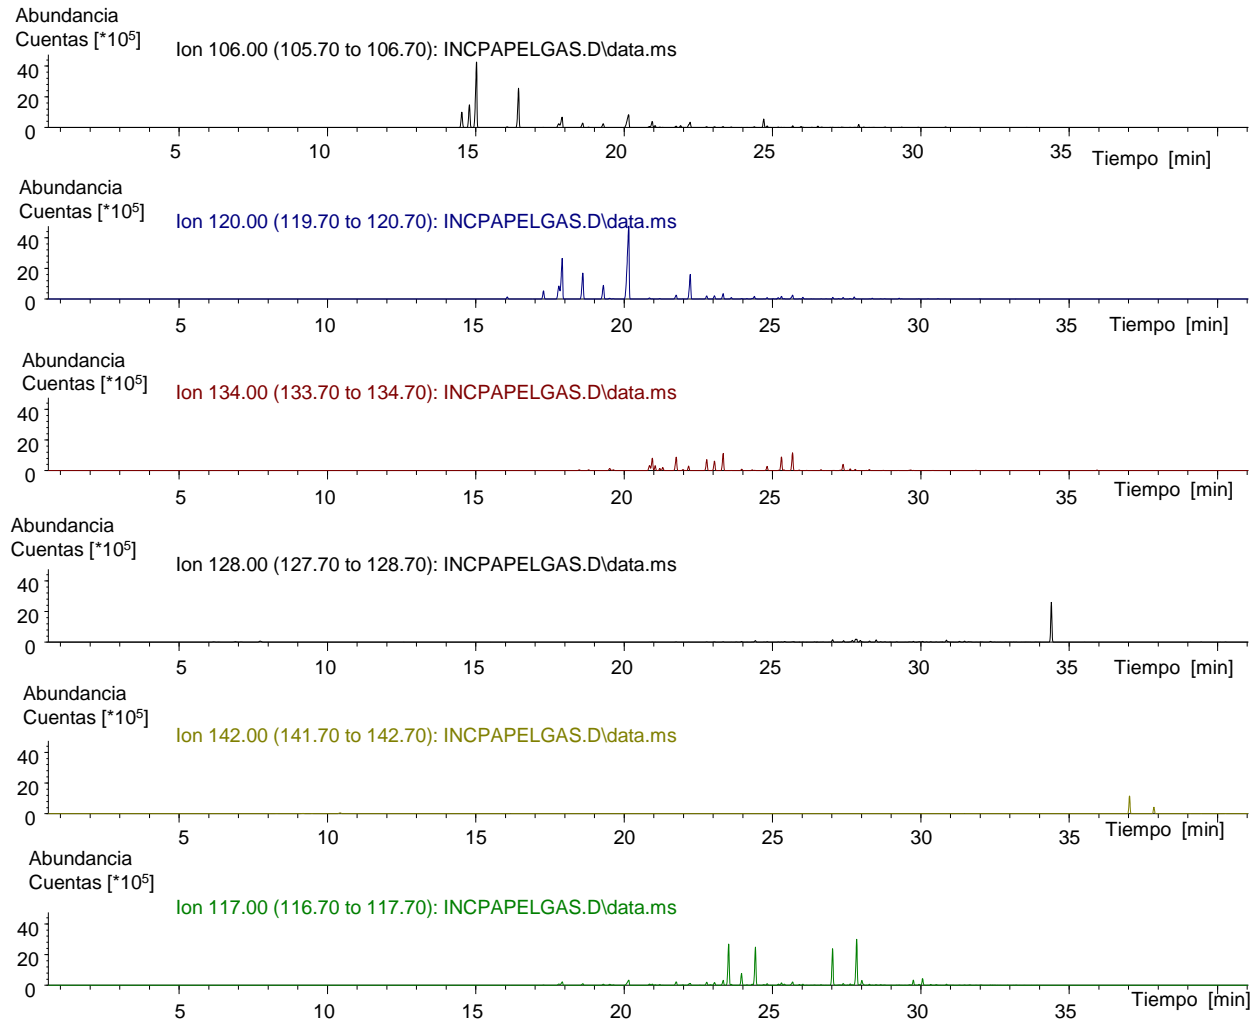 Abundancia
Cuentas [*10⁵]
Ion 106.00 (105.70 to 106.70): INCPAPELGAS.D\data.ms
40
20
0
5 10 15 20 25 30 35 Tiempo [min]
Abundancia
Cuentas [*10⁵]
Ion 120.00 (119.70 to 120.70): INCPAPELGAS.D\data.ms
40
20
0
5 10 15 20 25 30 35 Tiempo [min]
Abundancia
Cuentas [*10⁵]
Ion 134.00 (133.70 to 134.70): INCPAPELGAS.D\data.ms
40
20
0
5 10 15 20 25 30 35 Tiempo [min]
Abundancia
Cuentas [*10⁵]
Ion 128.00 (127.70 to 128.70): INCPAPELGAS.D\data.ms
40
20
0
5 10 15 20 25 30 35 Tiempo [min]
Abundancia
Cuentas [*10⁵]
Ion 142.00 (141.70 to 142.70): INCPAPELGAS.D\data.ms
40
20
0
5 10 15 20 25 30 35 Tiempo [min]
Abundancia
Cuentas [*10⁵]
Ion 117.00 (116.70 to 117.70): INCPAPELGAS.D\data.ms
40
20
0
5 10 15 20 25 30 35 Tiempo [min]